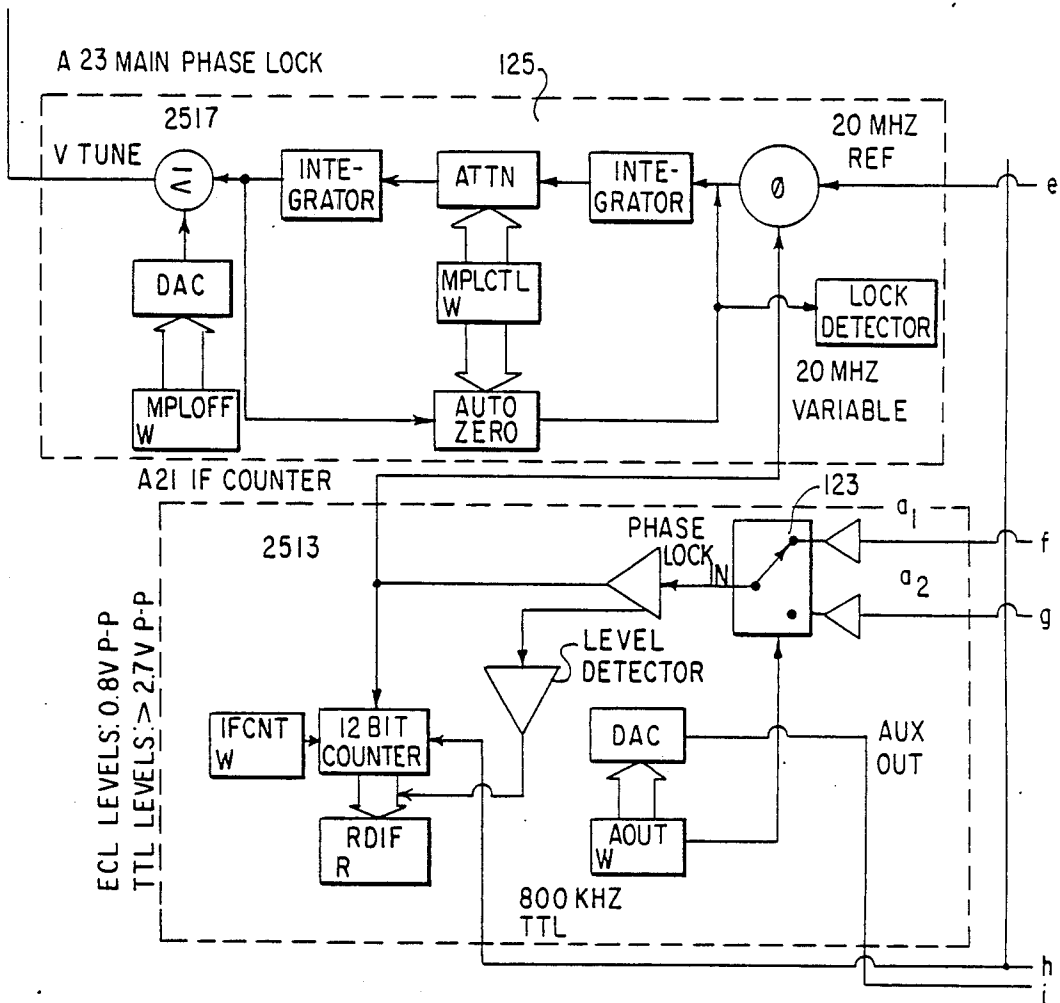 A 23 MAIN PHASE LOCK
125
2517
V TUNE
INTE-
GRATOR
ATTN
INTE-
GRATOR
Ø
20 MHZ
REF
e
DAC
MPLCTL
W
LOCK
DETECTOR
MPLOFF
W
AUTO
ZERO
20 MHZ
VARIABLE
A21 IF COUNTER
123
2513
PHASE
LOCK
IN
a1
f
a2
g
LEVEL
DETECTOR
ECL LEVELS: 0.8V P-P
TTL LEVELS: > 2.7V P-P
IFCNT
W
12 BIT
COUNTER
DAC
AUX
OUT
RDIF
R
AOUT
W
800 KHZ
TTL
h
i